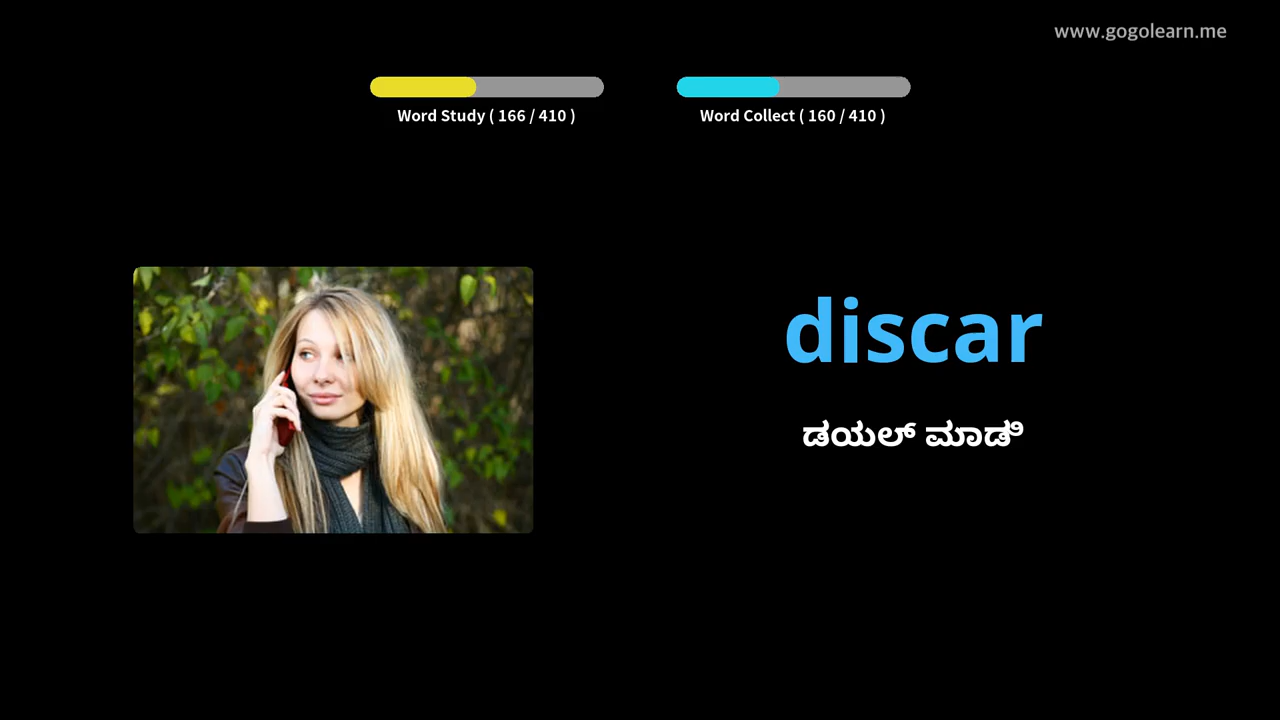 www.gogolearn.me
Word Study ( 166 / 410 )
Word Collect ( 160 / 410 )
discar
ಡಯಲ್ ಮಾಡಿ